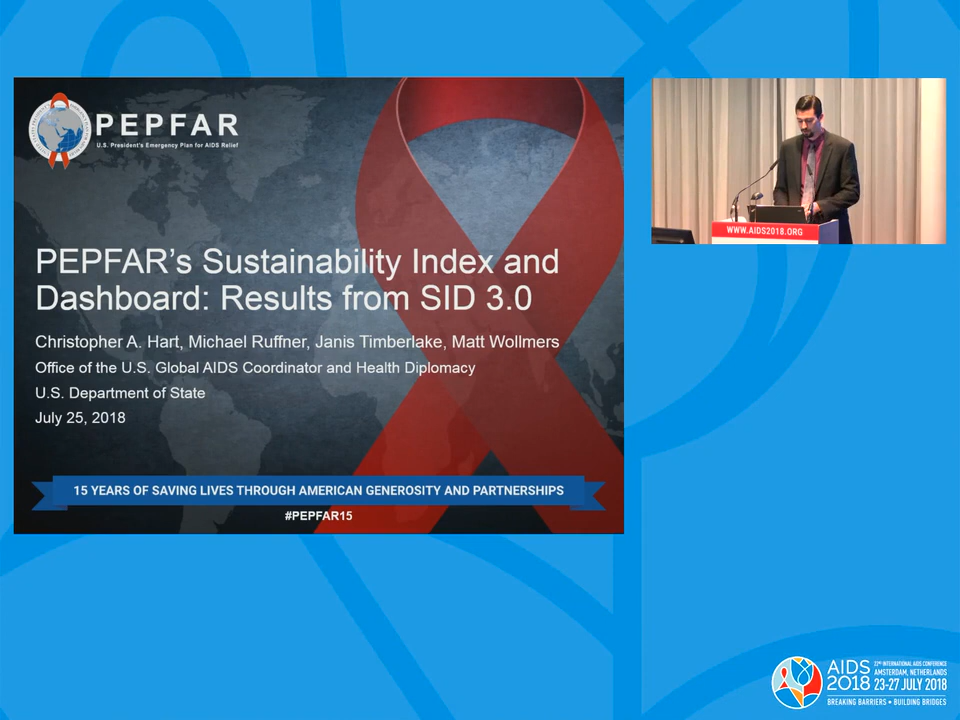 PEPFAR
U.S. President's Emergency Plan for AIDS Relief
PEPFAR's Sustainability Index and
Dashboard: Results from SID 3.0
Christopher A. Hart, Michael Ruffner, Janis Timberlake, Matt Wollmers
Office of the U.S. Global AIDS Coordinator and Health Diplomacy
U.S. Department of State
July 25, 2018
15 YEARS OF SAVING LIVES THROUGH AMERICAN GENEROSITY AND PARTNERSHIPS
#PEPFAR15
WWW.AIDS2018.ORG
AIDS
2018
22ND INTERNATIONAL AIDS CONFERENCE
AMSTERDAM, NETHERLANDS
23-27 JULY 2018
BREAKING BARRIERS • BUILDING BRIDGES